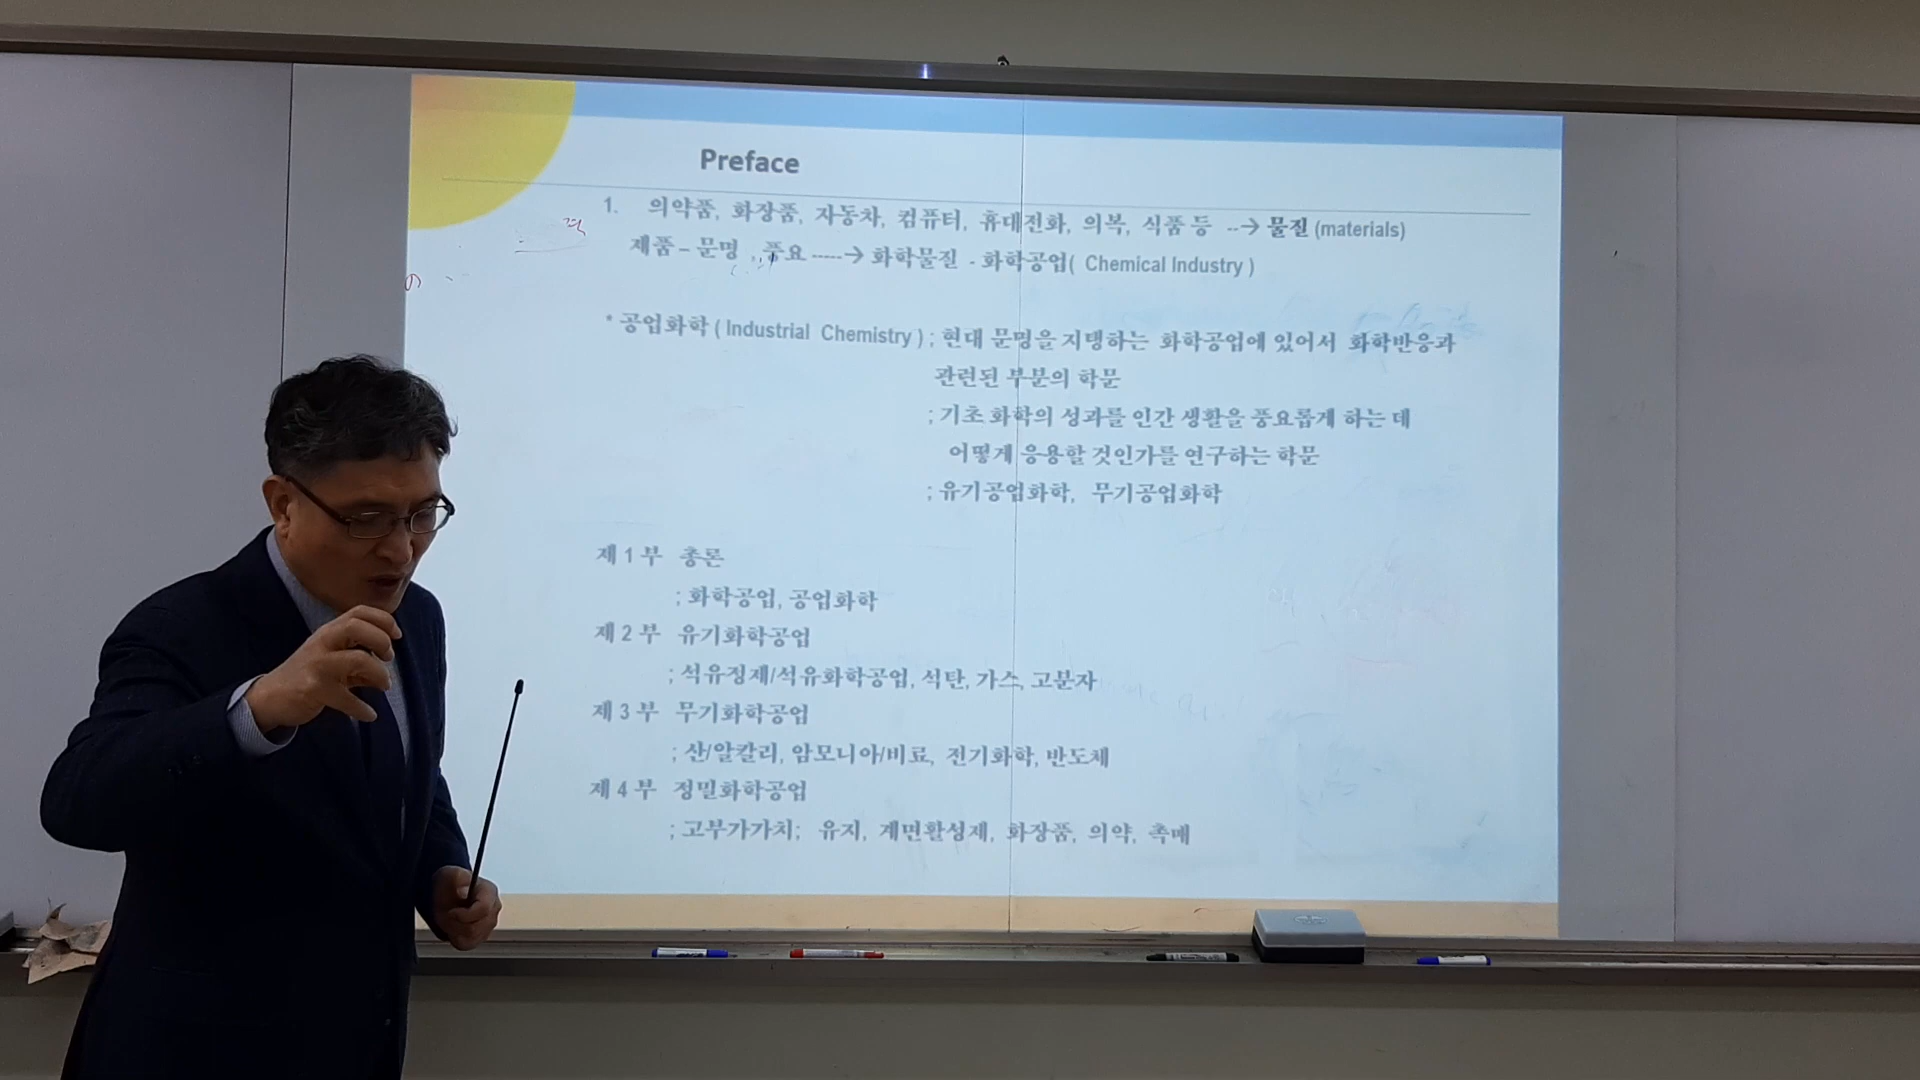 Preface
1. 의약품, 화장품, 자동차, 컴퓨터, 휴대전화, 의복, 식품 등 --→ 물질 (materials)
제품 – 문명, 풍요 -----→ 화학물질 - 화학공업( Chemical Industry )
* 공업화학 ( Industrial Chemistry ) ; 현대 문명을 지탱하는 화학공업에 있어서 화학반응과
관련된 부분의 학문
; 기초 화학의 성과를 인간 생활을 풍요롭게 하는 데
어떻게 응용할 것인가를 연구하는 학문
; 유기공업화학, 무기공업화학
제 1 부 총론
; 화학공업, 공업화학
제 2 부 유기화학공업
; 석유정제/석유화학공업, 석탄, 가스, 고분자
제 3 부 무기화학공업
; 산/알칼리, 암모니아/비료, 전기화학, 반도체
제 4 부 정밀화학공업
; 고부가가치; 유지, 계면활성제, 화장품, 의약, 촉매